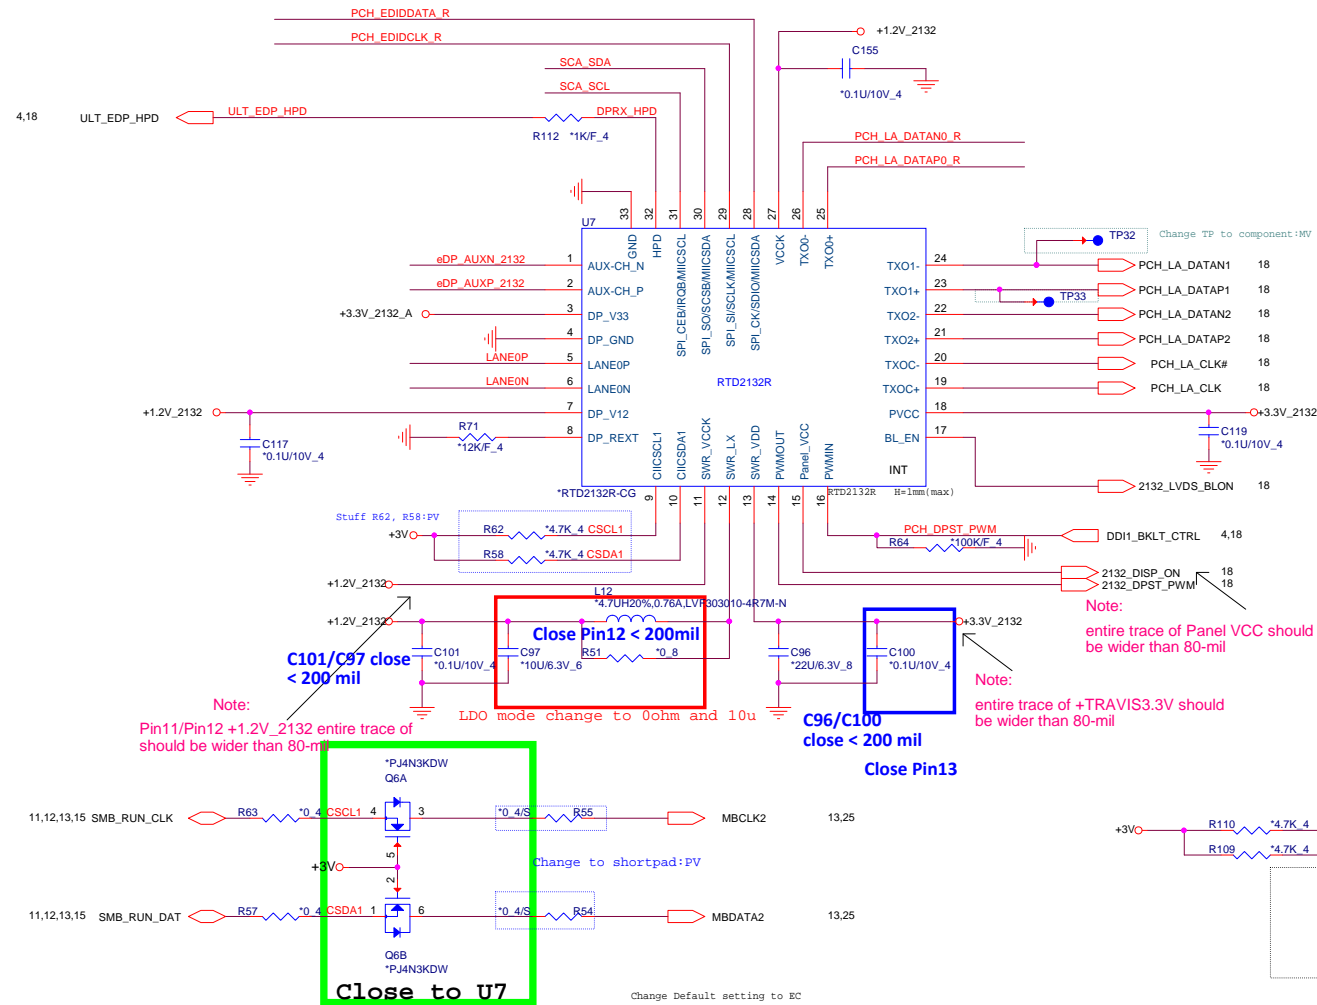 PCH_EDIDDATA_R
+1.2V_2132
PCH_EDIDCLK_R
C155
SCA_SDA
*0.1U/10V_4
SCA_SCL
4,18 ULT_EDP_HPD ULT_EDP_HPD DPRX_HPD
R112 *1K/F_4
PCH_LA_DATAN0_R
PCH_LA_DATAP0_R
33 32 31 30 29 28 27 26 25
U7
GND
HPD
SPI_CEB/IRQB/MIICSCL
SPI_SO/SCSB/MIICSDA
SPI_SI/SCLK/MIICSCL
SPI_CK/SDIO/MIICSDA
VCCK
TXO0-
TXO0+
TP32
Change TP to component:MV
eDP_AUXN_2132 1 AUX-CH_N
TXO1- 24 PCH_LA_DATAN1 18
eDP_AUXP_2132 2 AUX-CH_P
TXO1+ 23 PCH_LA_DATAP1 18
TP33
+3.3V_2132_A 3 DP_V33
TXO2- 22 PCH_LA_DATAN2 18
4 DP_GND
TXO2+ 21 PCH_LA_DATAP2 18
LANE0P 5 LANE0P
TXOC- 20 PCH_LA_CLK# 18
LANE0N 6 LANE0N
RTD2132R
TXOC+ 19 PCH_LA_CLK 18
+1.2V_2132 7 DP_V12
PVCC 18 +3.3V_2132
C117
*0.1U/10V_4
R71
*12K/F_4
8 DP_REXT
BL_EN 17
C119
*0.1U/10V_4
CIICSCL1
CIICSDA1
SWR_VCCK
SWR_LX
SWR_VDD
PWMOUT
Panel_VCC
PWMIN
INT
*RTD2132R-CG
RTD2132R H=1mm(max)
9 10 11 12 13 14 15 16
2132_LVDS_BLON 18
Stuff R62, R58:PV
+3V R62 *4.7K_4 CSCL1
R58 *4.7K_4 CSDA1
PCH_DPST_PWM
DDI1_BKLT_CTRL 4,18
R64 *100K/F_4
2132_DISP_ON 18
2132_DPST_PWM 18
+1.2V_2132
L12
*4.7UH20%,0.76A,LVF303010-4R7M-N
Note:
entire trace of Panel VCC should
be wider than 80-mil
+1.2V_2132
+3.3V_2132
Close Pin12 < 200mil
C101
*0.1U/10V_4
C97
*10U/6.3V_6
R51 *0_8
C96
*22U/6.3V_8
C100
*0.1U/10V_4
C101/C97 close
< 200 mil
Note:
entire trace of +TRAVIS3.3V should
be wider than 80-mil
Note:
Pin11/Pin12 +1.2V_2132 entire trace of
should be wider than 80-mil
LDO mode change to 0ohm and 10u
C96/C100
close < 200 mil
Close Pin13
*PJ4N3KDW
Q6A
11,12,13,15 SMB_RUN_CLK R63 *0_4 CSCL1 4 3 *0_4/S R55 MBCLK2 13,25
+3V 5
2
Change to shortpad:PV
+3V R110 *4.7K_4
R109 *4.7K_4
11,12,13,15 SMB_RUN_DAT R57 *0_4 CSDA1 1 6 *0_4/S R54 MBDATA2 13,25
Q6B
*PJ4N3KDW
Close to U7
Change Default setting to EC